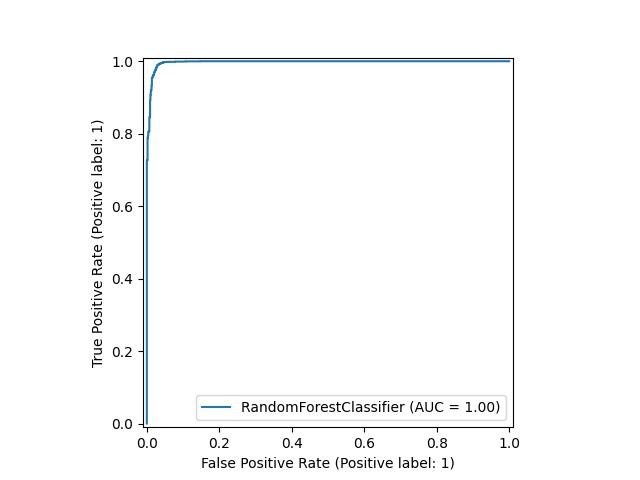 1.0
0.8
0.6
0.4
0.2
0.0
True Positive Rate (Positive label: 1)
RandomForestClassifier (AUC = 1.00)
0.0 0.2 0.4 0.6 0.8 1.0
False Positive Rate (Positive label: 1)